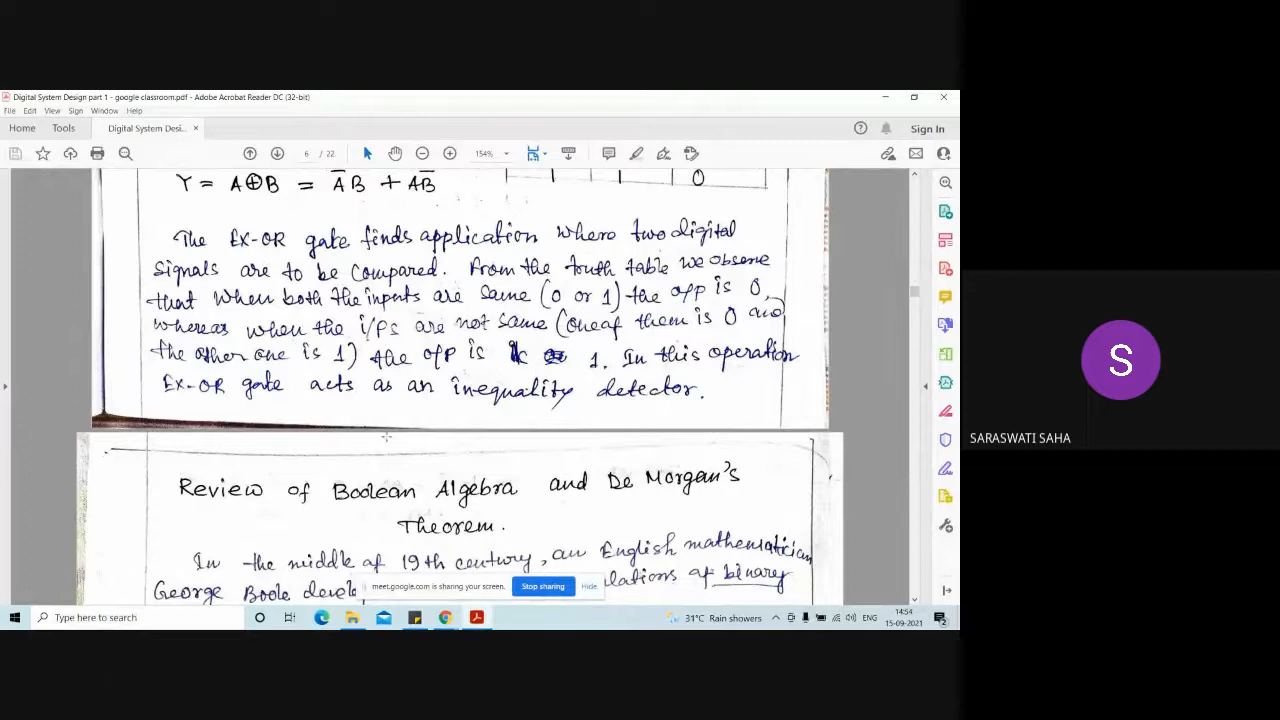 Digital System Design part 1 - google classroom.pdf - Adobe Acrobat Reader DC (32-bit)
File Edit View Sign Window Help
Home Tools Digital System Desi... × Sign In
6 / 22 154%
Y = A⊕B = A̅B + AB̅ 0
The EX-OR gate finds application where two digital
signals are to be compared. From the truth table we observe
that when both the inputs are same (0 or 1) the o/p is 0,
whereas when the i/ps are not same (one of them is 0 and
the other one is 1) the o/p is 1. In this operation
EX-OR gate acts as an inequality detector.
Review of Boolean Algebra and De Morgan's
Theorem.
In the middle of 19th century, an English mathematician
George Boole develo binary
meet.google.com is sharing your screen. Stop sharing Hide
Type here to search
31°C Rain showers ENG
14:54
15-09-2021
2
S
SARASWATI SAHA